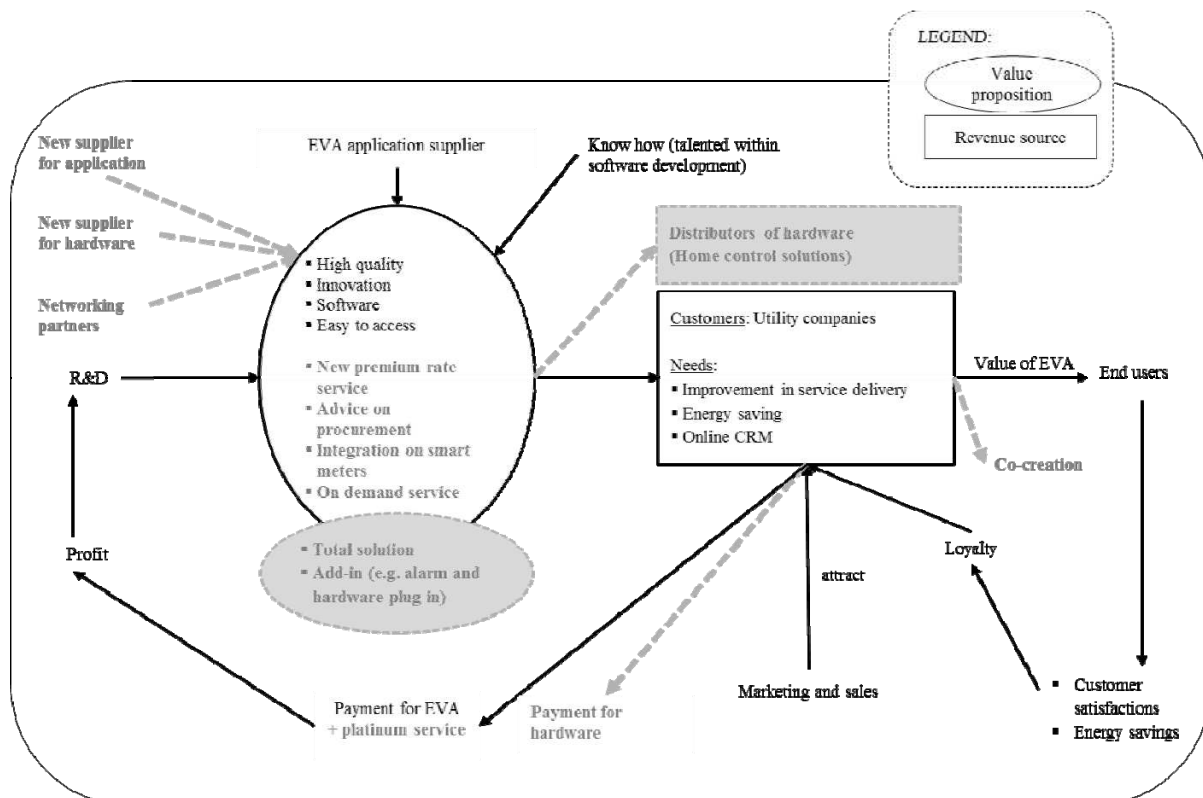 LEGEND:
Value
proposition
Revenue source
New supplier
for application
EVA application supplier
Know how (talented within
software development)
New supplier
for hardware
Networking
partners
▪ High quality
▪ Innovation
▪ Software
▪ Easy to access
▪ New premium rate
service
▪ Advice on
procurement
▪ Integration on smart
meters
▪ On demand service
▪ Total solution
▪ Add-in (e.g. alarm and
hardware plug in)
Distributors of hardware
(Home control solutions)
Customers: Utility companies
Needs:
▪ Improvement in service delivery
▪ Energy saving
▪ Online CRM
R&D
Value of EVA
End users
Co-creation
Profit
Loyalty
attract
Payment for EVA
+ platinum service
Payment for
hardware
Marketing and sales
▪ Customer
satisfactions
▪ Energy savings